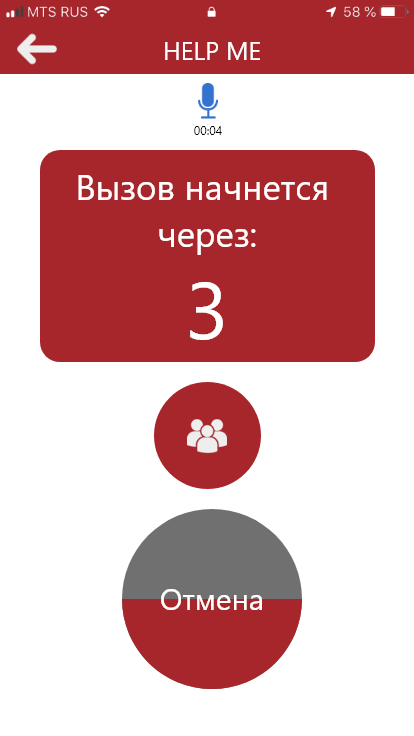 MTS RUS 58 %
HELP ME
00:04
Вызов начнется
через:
3
Отмена